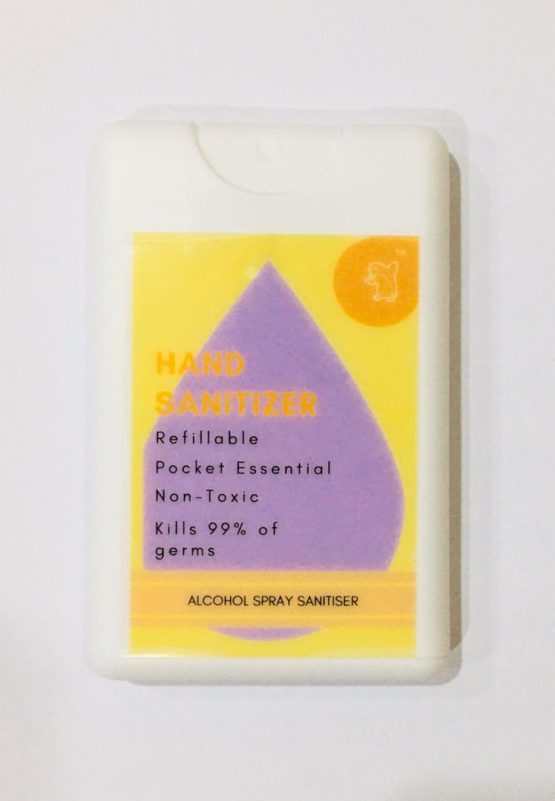 HAND
SANITIZER
Refillable
Pocket Essential
Non-Toxic
Kills 99% of
germs
ALCOHOL SPRAY SANITISER